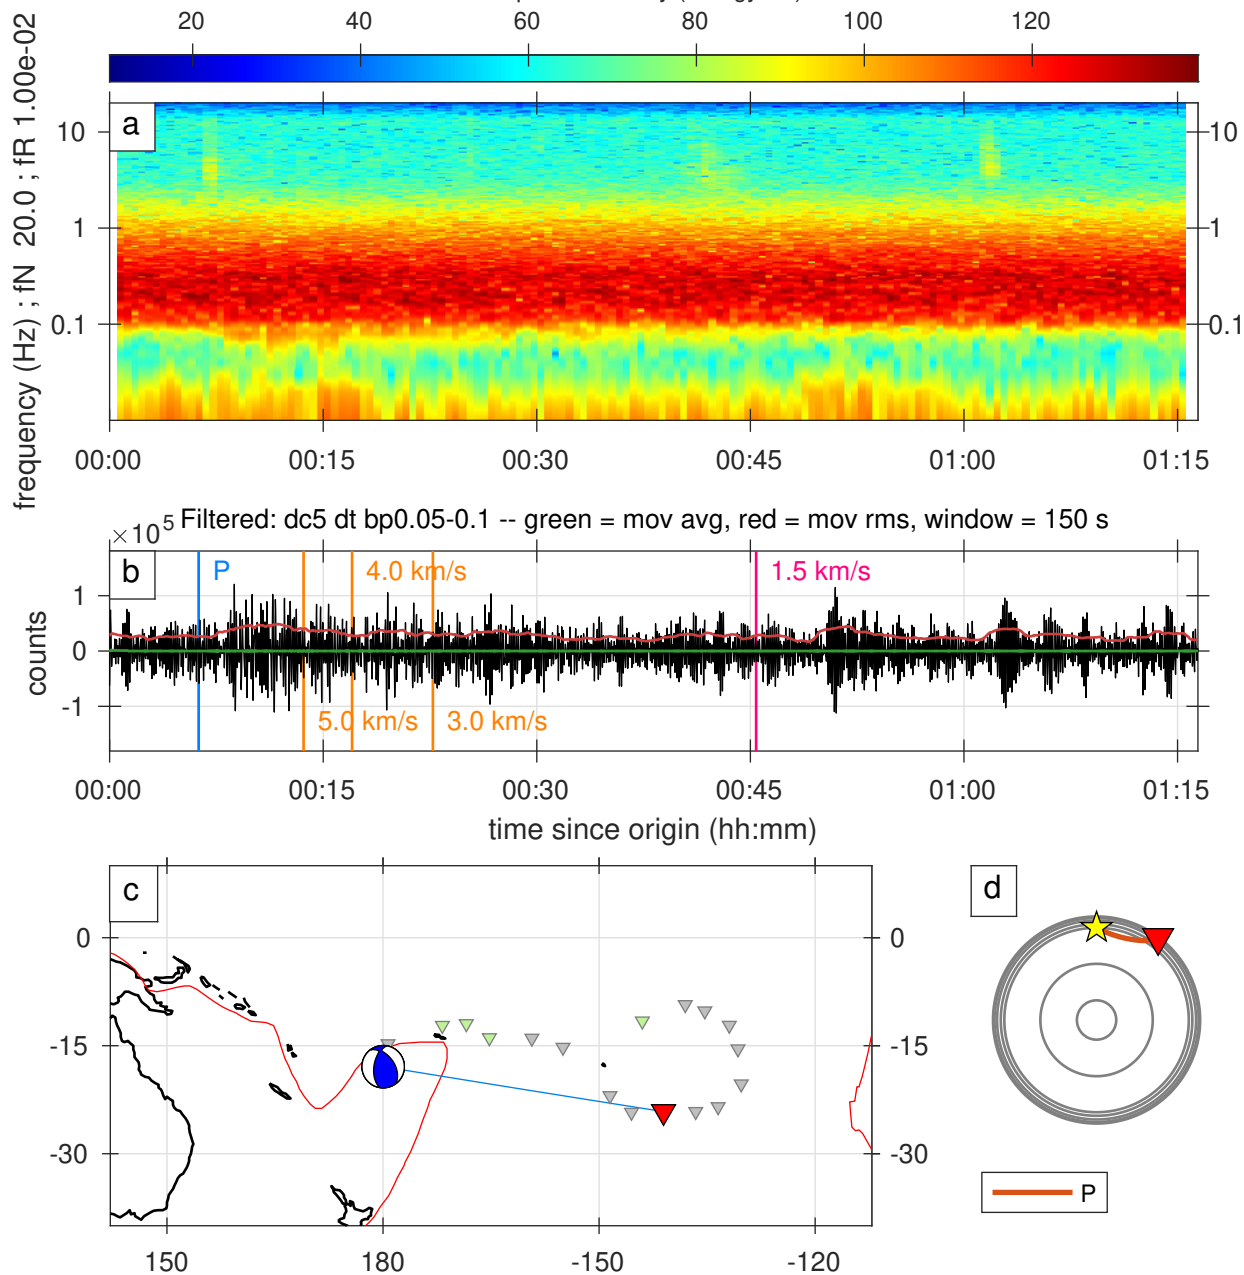 20 40 60 80 100 120
frequency (Hz) ; fN 20.0 ; fR 1.00e-02
a
10 10
1 1
0.1 0.1
00:00 00:15 00:30 00:45 01:00 01:15
×10^5 Filtered: dc5 dt bp0.05-0.1 -- green = mov avg, red = mov rms, window = 150 s
b
P 4.0 km/s 1.5 km/s
counts
1
0
-1
5.0 km/s 3.0 km/s
00:00 00:15 00:30 00:45 01:00 01:15
time since origin (hh:mm)
c
d
0 0
-15 -15
-30 -30
150 180 -150 -120
P